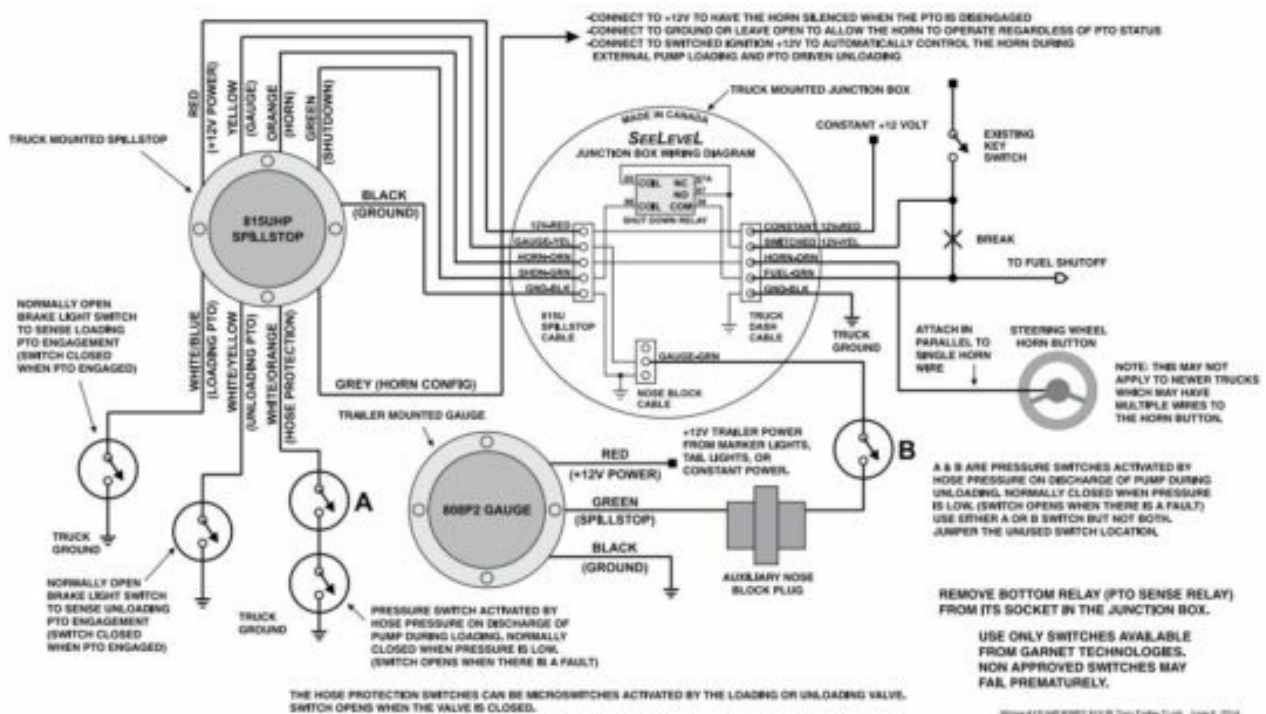 -CONNECT TO +12V TO HAVE THE HORN SILENCED WHEN THE PTO IS DISENGAGED
-CONNECT TO GROUND OR LEAVE OPEN TO ALLOW THE HORN TO OPERATE REGARDLESS OF PTO STATUS
-CONNECT TO SWITCHED IGNITION +12V TO AUTOMATICALLY CONTROL THE HORN DURING
EXTERNAL PUMP LOADING AND PTO DRIVEN UNLOADING
RED
(+12V POWER)
YELLOW
(GAUGE)
ORANGE
(HORN)
GREEN
(SHUTDOWN)
TRUCK MOUNTED SPILLSTOP
815UHP
SPILLSTOP
BLACK
(GROUND)
TRUCK MOUNTED JUNCTION BOX
MADE IN CANADA
SEELEVEL
JUNCTION BOX WIRING DIAGRAM
85 COIL NC 87A
NO 87
86 COIL COM 30
SHUT DOWN RELAY
12V-RED
GAUGE-YEL
HORN-ORN
SHDN-GRN
GND-BLK
CONSTANT 12V-RED
SWITCHED 12V-YEL
HORN-ORN
FUEL-GRN
GND-BLK
815U
SPILLSTOP
CABLE
TRUCK
DASH
CABLE
GAUGE-GRN
NOSE BLOCK
CABLE
CONSTANT +12 VOLT
EXISTING
KEY
SWITCH
BREAK
TO FUEL SHUTOFF
TRUCK
GROUND
ATTACH IN
PARALLEL TO
SINGLE HORN
WIRE
STEERING WHEEL
HORN BUTTON
NOTE: THIS MAY NOT
APPLY TO NEWER TRUCKS
WHICH MAY HAVE
MULTIPLE WIRES TO
THE HORN BUTTON.
NORMALLY OPEN
BRAKE LIGHT SWITCH
TO SENSE LOADING
PTO ENGAGEMENT
(SWITCH CLOSED
WHEN PTO ENGAGED)
WHITE/BLUE
(LOADING PTO)
WHITE/YELLOW
(UNLOADING PTO)
WHITE/ORANGE
(HOSE PROTECTION)
GREY (HORN CONFIG)
TRAILER MOUNTED GAUGE
808P2 GAUGE
RED
(+12V POWER)
+12V TRAILER POWER
FROM MARKER LIGHTS,
TAIL LIGHTS, OR
CONSTANT POWER.
GREEN
(SPILLSTOP)
BLACK
(GROUND)
AUXILIARY NOSE
BLOCK PLUG
A
B
A & B ARE PRESSURE SWITCHES ACTIVATED BY
HOSE PRESSURE ON DISCHARGE OF PUMP DURING
UNLOADING. NORMALLY CLOSED WHEN PRESSURE
IS LOW. (SWITCH OPENS WHEN THERE IS A FAULT)
USE EITHER A OR B SWITCH BUT NOT BOTH.
JUMPER THE UNUSED SWITCH LOCATION.
TRUCK
GROUND
NORMALLY OPEN
BRAKE LIGHT SWITCH
TO SENSE UNLOADING
PTO ENGAGEMENT
(SWITCH CLOSED
WHEN PTO ENGAGED)
TRUCK
GROUND
PRESSURE SWITCH ACTIVATED BY
HOSE PRESSURE ON DISCHARGE OF
PUMP DURING LOADING. NORMALLY
CLOSED WHEN PRESSURE IS LOW.
(SWITCH OPENS WHEN THERE IS A FAULT)
REMOVE BOTTOM RELAY (PTO SENSE RELAY)
FROM ITS SOCKET IN THE JUNCTION BOX.
USE ONLY SWITCHES AVAILABLE
FROM GARNET TECHNOLOGIES.
NON APPROVED SWITCHES MAY
FAIL PREMATURELY.
THE HOSE PROTECTION SWITCHES CAN BE MICROSWITCHES ACTIVATED BY THE LOADING OR UNLOADING VALVE.
SWITCH OPENS WHEN THE VALVE IS CLOSED.